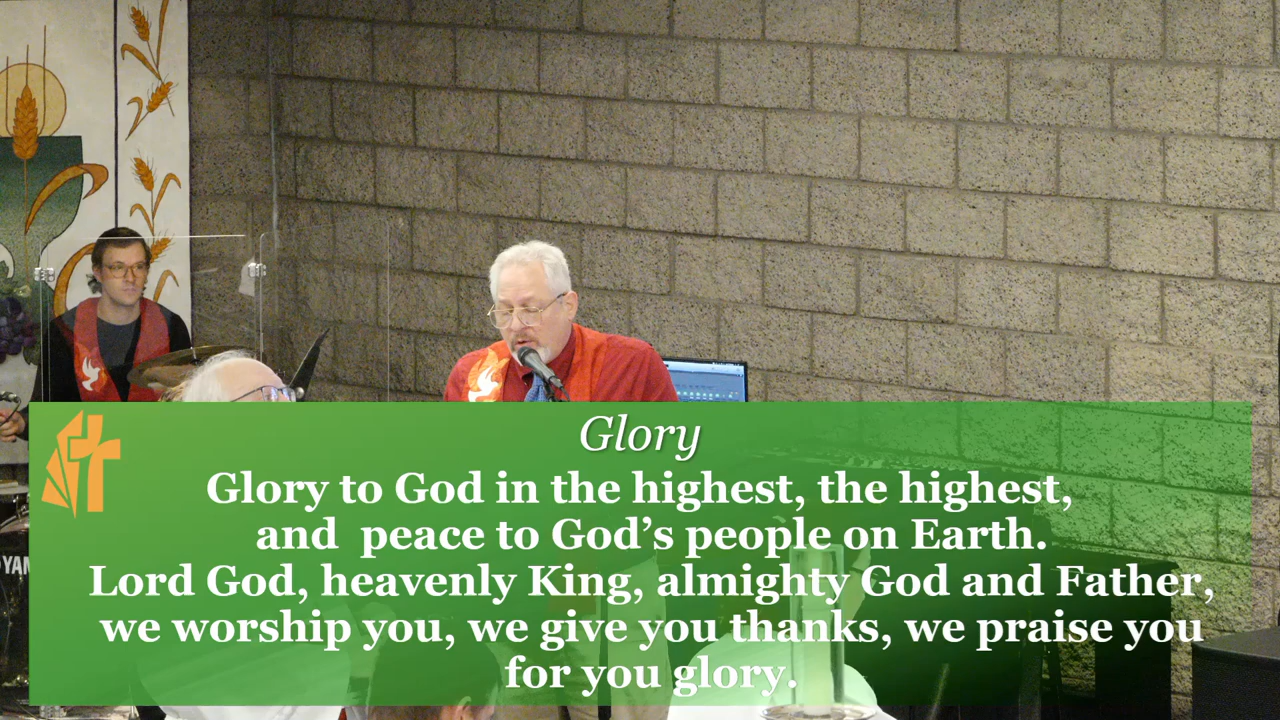 Glory
Glory to God in the highest, the highest,
and peace to God’s people on Earth.
Lord God, heavenly King, almighty God and Father,
we worship you, we give you thanks, we praise you
for you glory.
YAM